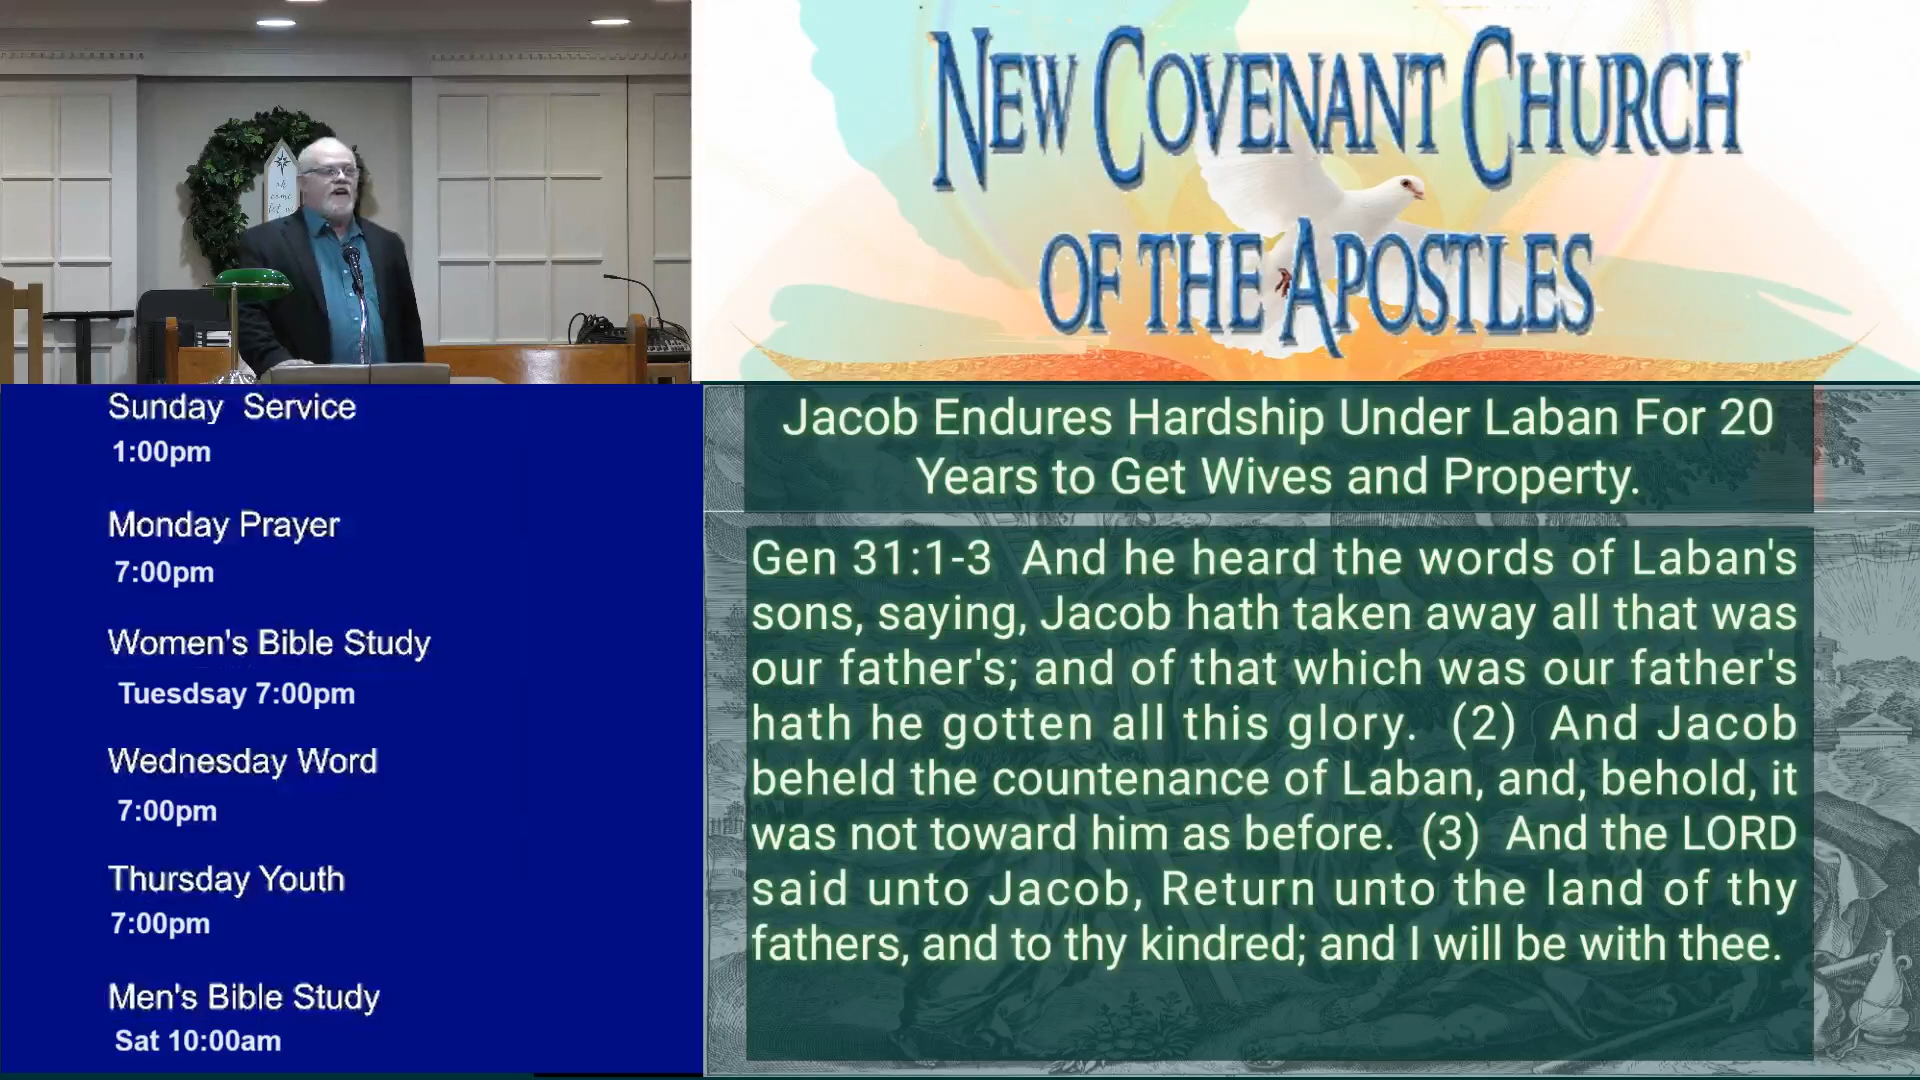 oh
come
let us
NEW COVENANT CHURCH
OF THE APOSTLES
Sunday Service
1:00pm
Monday Prayer
7:00pm
Women's Bible Study
Tuesdsay 7:00pm
Wednesday Word
7:00pm
Thursday Youth
7:00pm
Men's Bible Study
Sat 10:00am
Jacob Endures Hardship Under Laban For 20
Years to Get Wives and Property.
Gen 31:1-3 And he heard the words of Laban's
sons, saying, Jacob hath taken away all that was
our father's; and of that which was our father's
hath he gotten all this glory. (2) And Jacob
beheld the countenance of Laban, and, behold, it
was not toward him as before. (3) And the LORD
said unto Jacob, Return unto the land of thy
fathers, and to thy kindred; and I will be with thee.